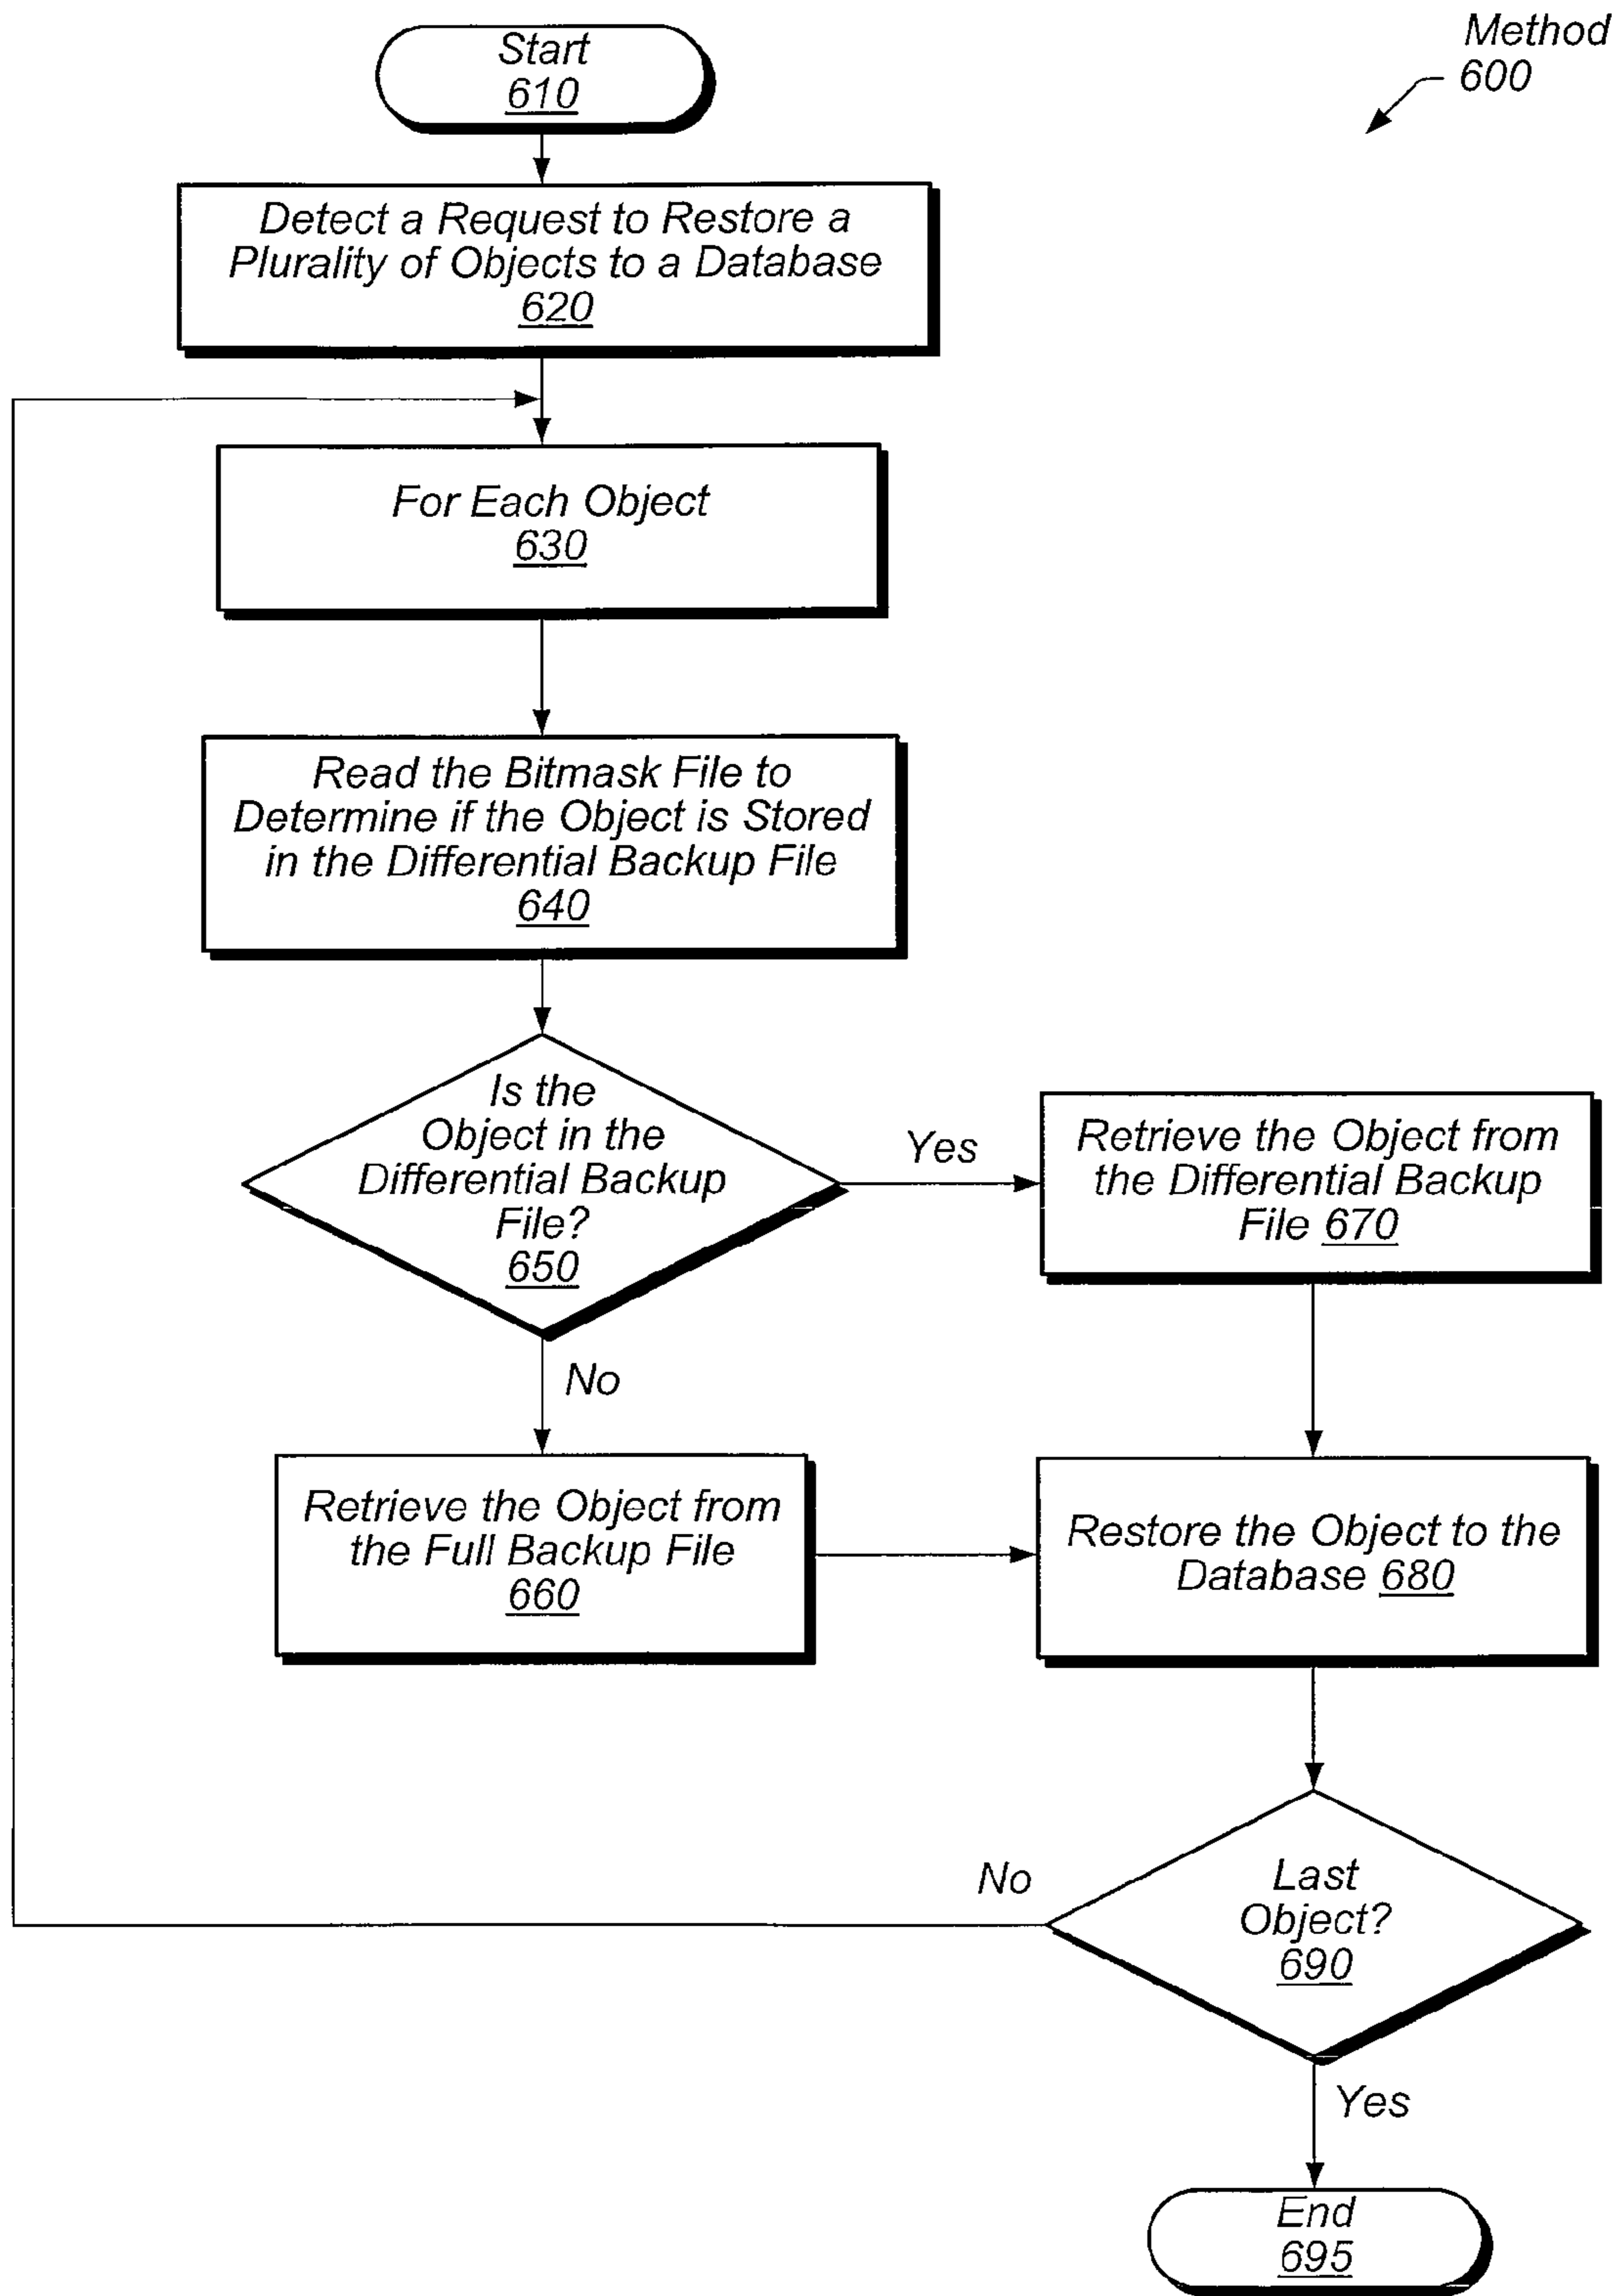 Method
600
Start
610
Detect a Request to Restore a
Plurality of Objects to a Database
620
For Each Object
630
Read the Bitmask File to
Determine if the Object is Stored
in the Differential Backup File
640
Is the
Object in the
Differential Backup
File?
650
Yes
Retrieve the Object from
the Differential Backup
File 670
No
Retrieve the Object from
the Full Backup File
660
Restore the Object to the
Database 680
No
Last
Object?
690
Yes
End
695